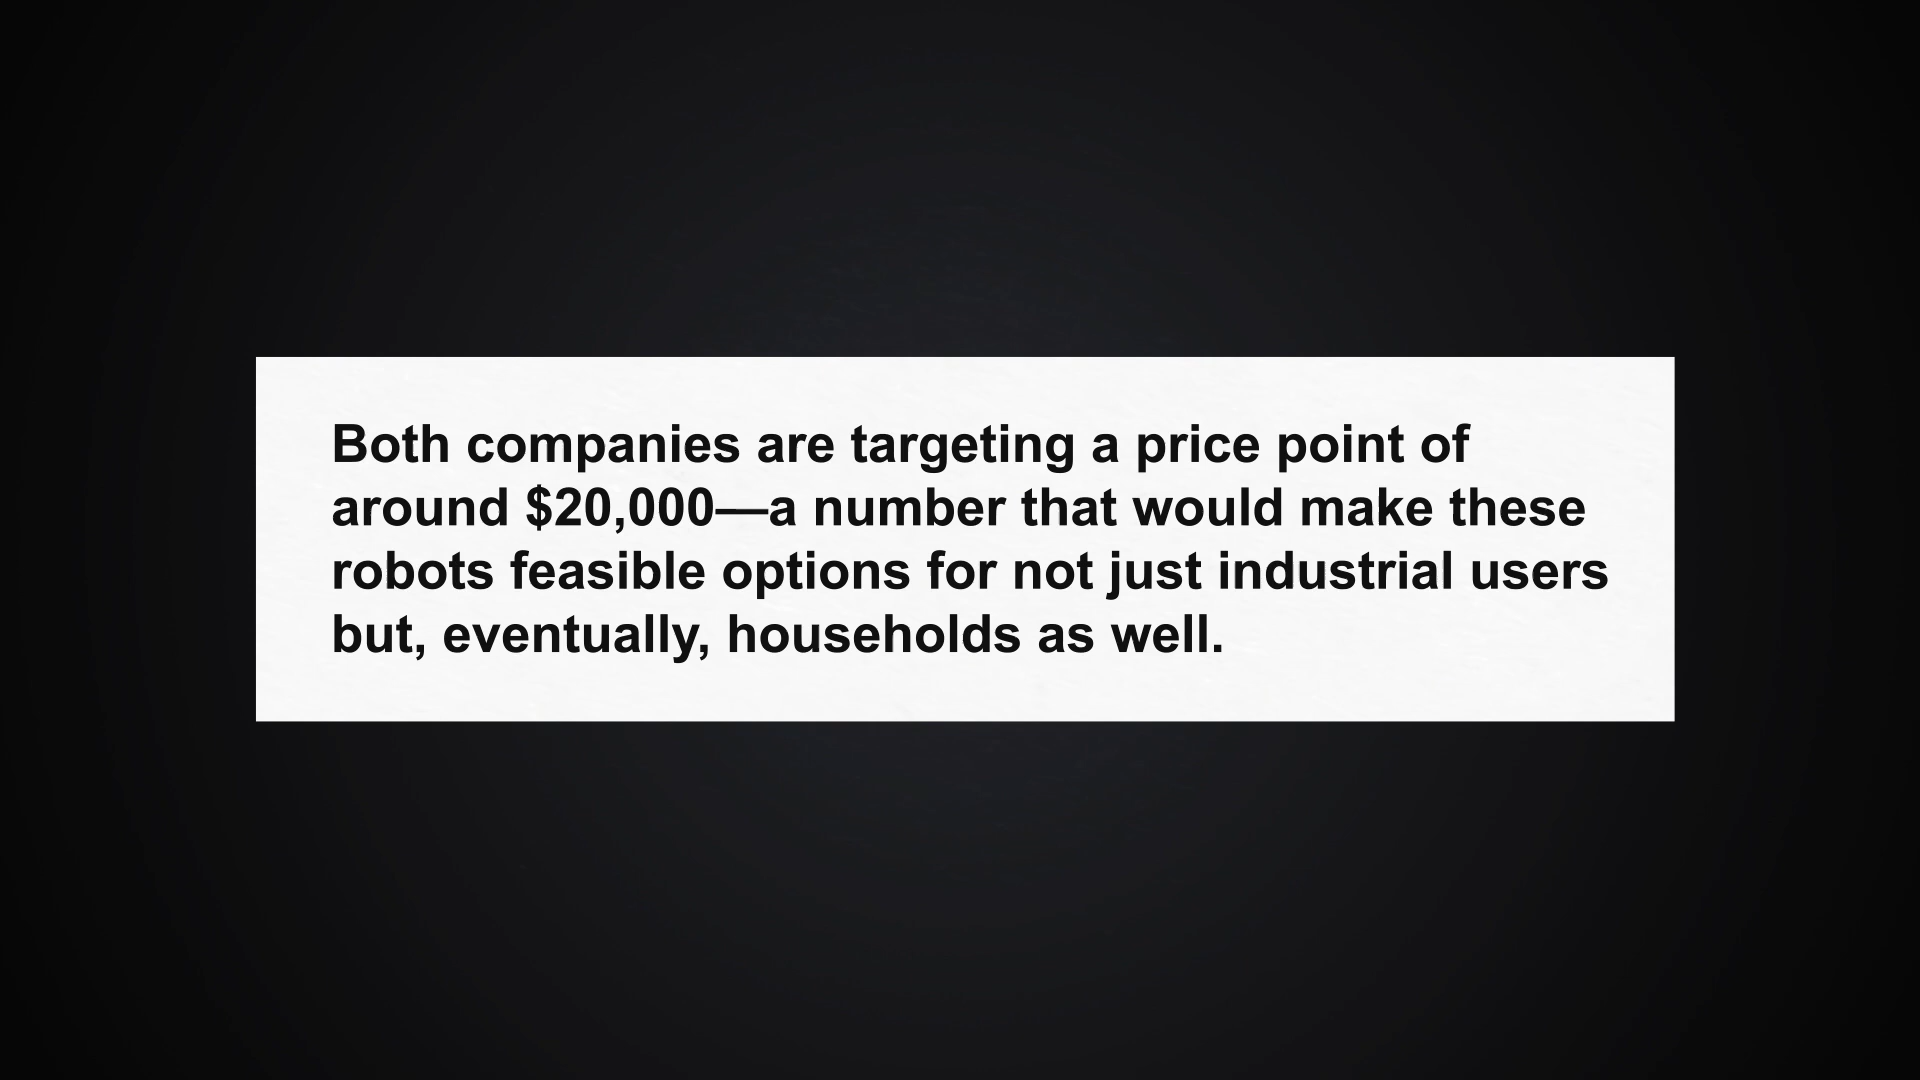 Both companies are targeting a price point of
around $20,000—a number that would make these
robots feasible options for not just industrial users
but, eventually, households as well.